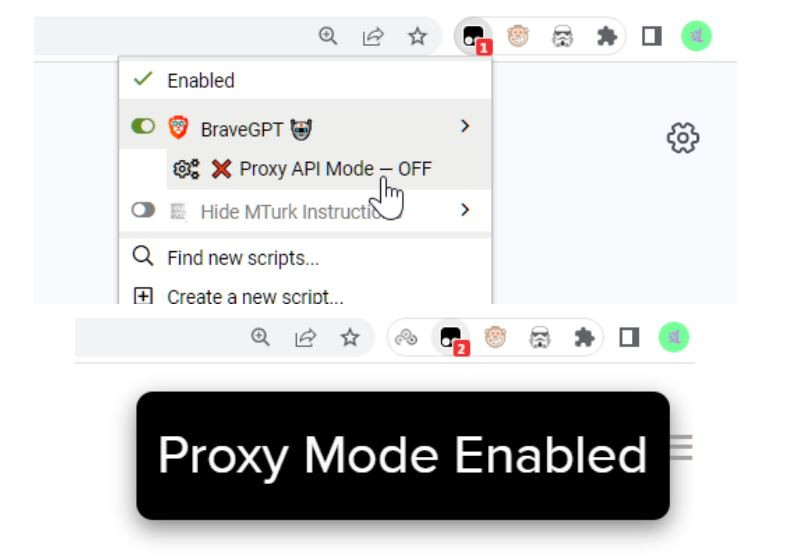 1
Enabled
BraveGPT
Proxy API Mode – OFF
Hide MTurk Instructio
Find new scripts...
Create a new script...
2
Proxy Mode Enabled